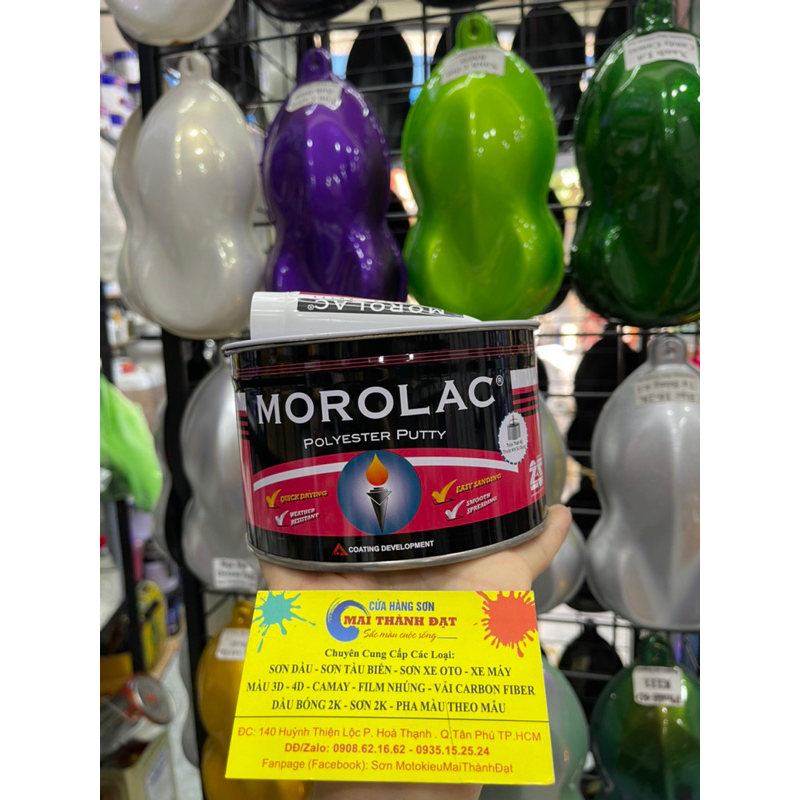 MOROLAC®
MOROLAC®
POLYESTER PUTTY
QUICK DRYING
WEATHER RESISTANT
EASY SANDING
SMOOTH SPREADING
COATING DEVELOPMENT
CỬA HÀNG SƠN
MAI THÀNH ĐẠT
Sắc màu cuộc sống
Chuyên Cung Cấp Các Loại:
SƠN DẦU - SƠN TÀU BIỂN - SƠN XE OTO - XE MÁY
MÀU 3D - 4D - CAMAY - FILM NHÚNG - VẢI CARBON FIBER
DẦU BÓNG 2K - SƠN 2K - PHA MÀU THEO MẪU
ĐC: 140 Huỳnh Thiện Lộc P. Hoà Thạnh . Q.Tân Phú TP.HCM
DĐ/Zalo: 0908.62.16.62 - 0935.15.25.24
Fanpage (Facebook): Sơn MotokieuMaiThànhĐạt